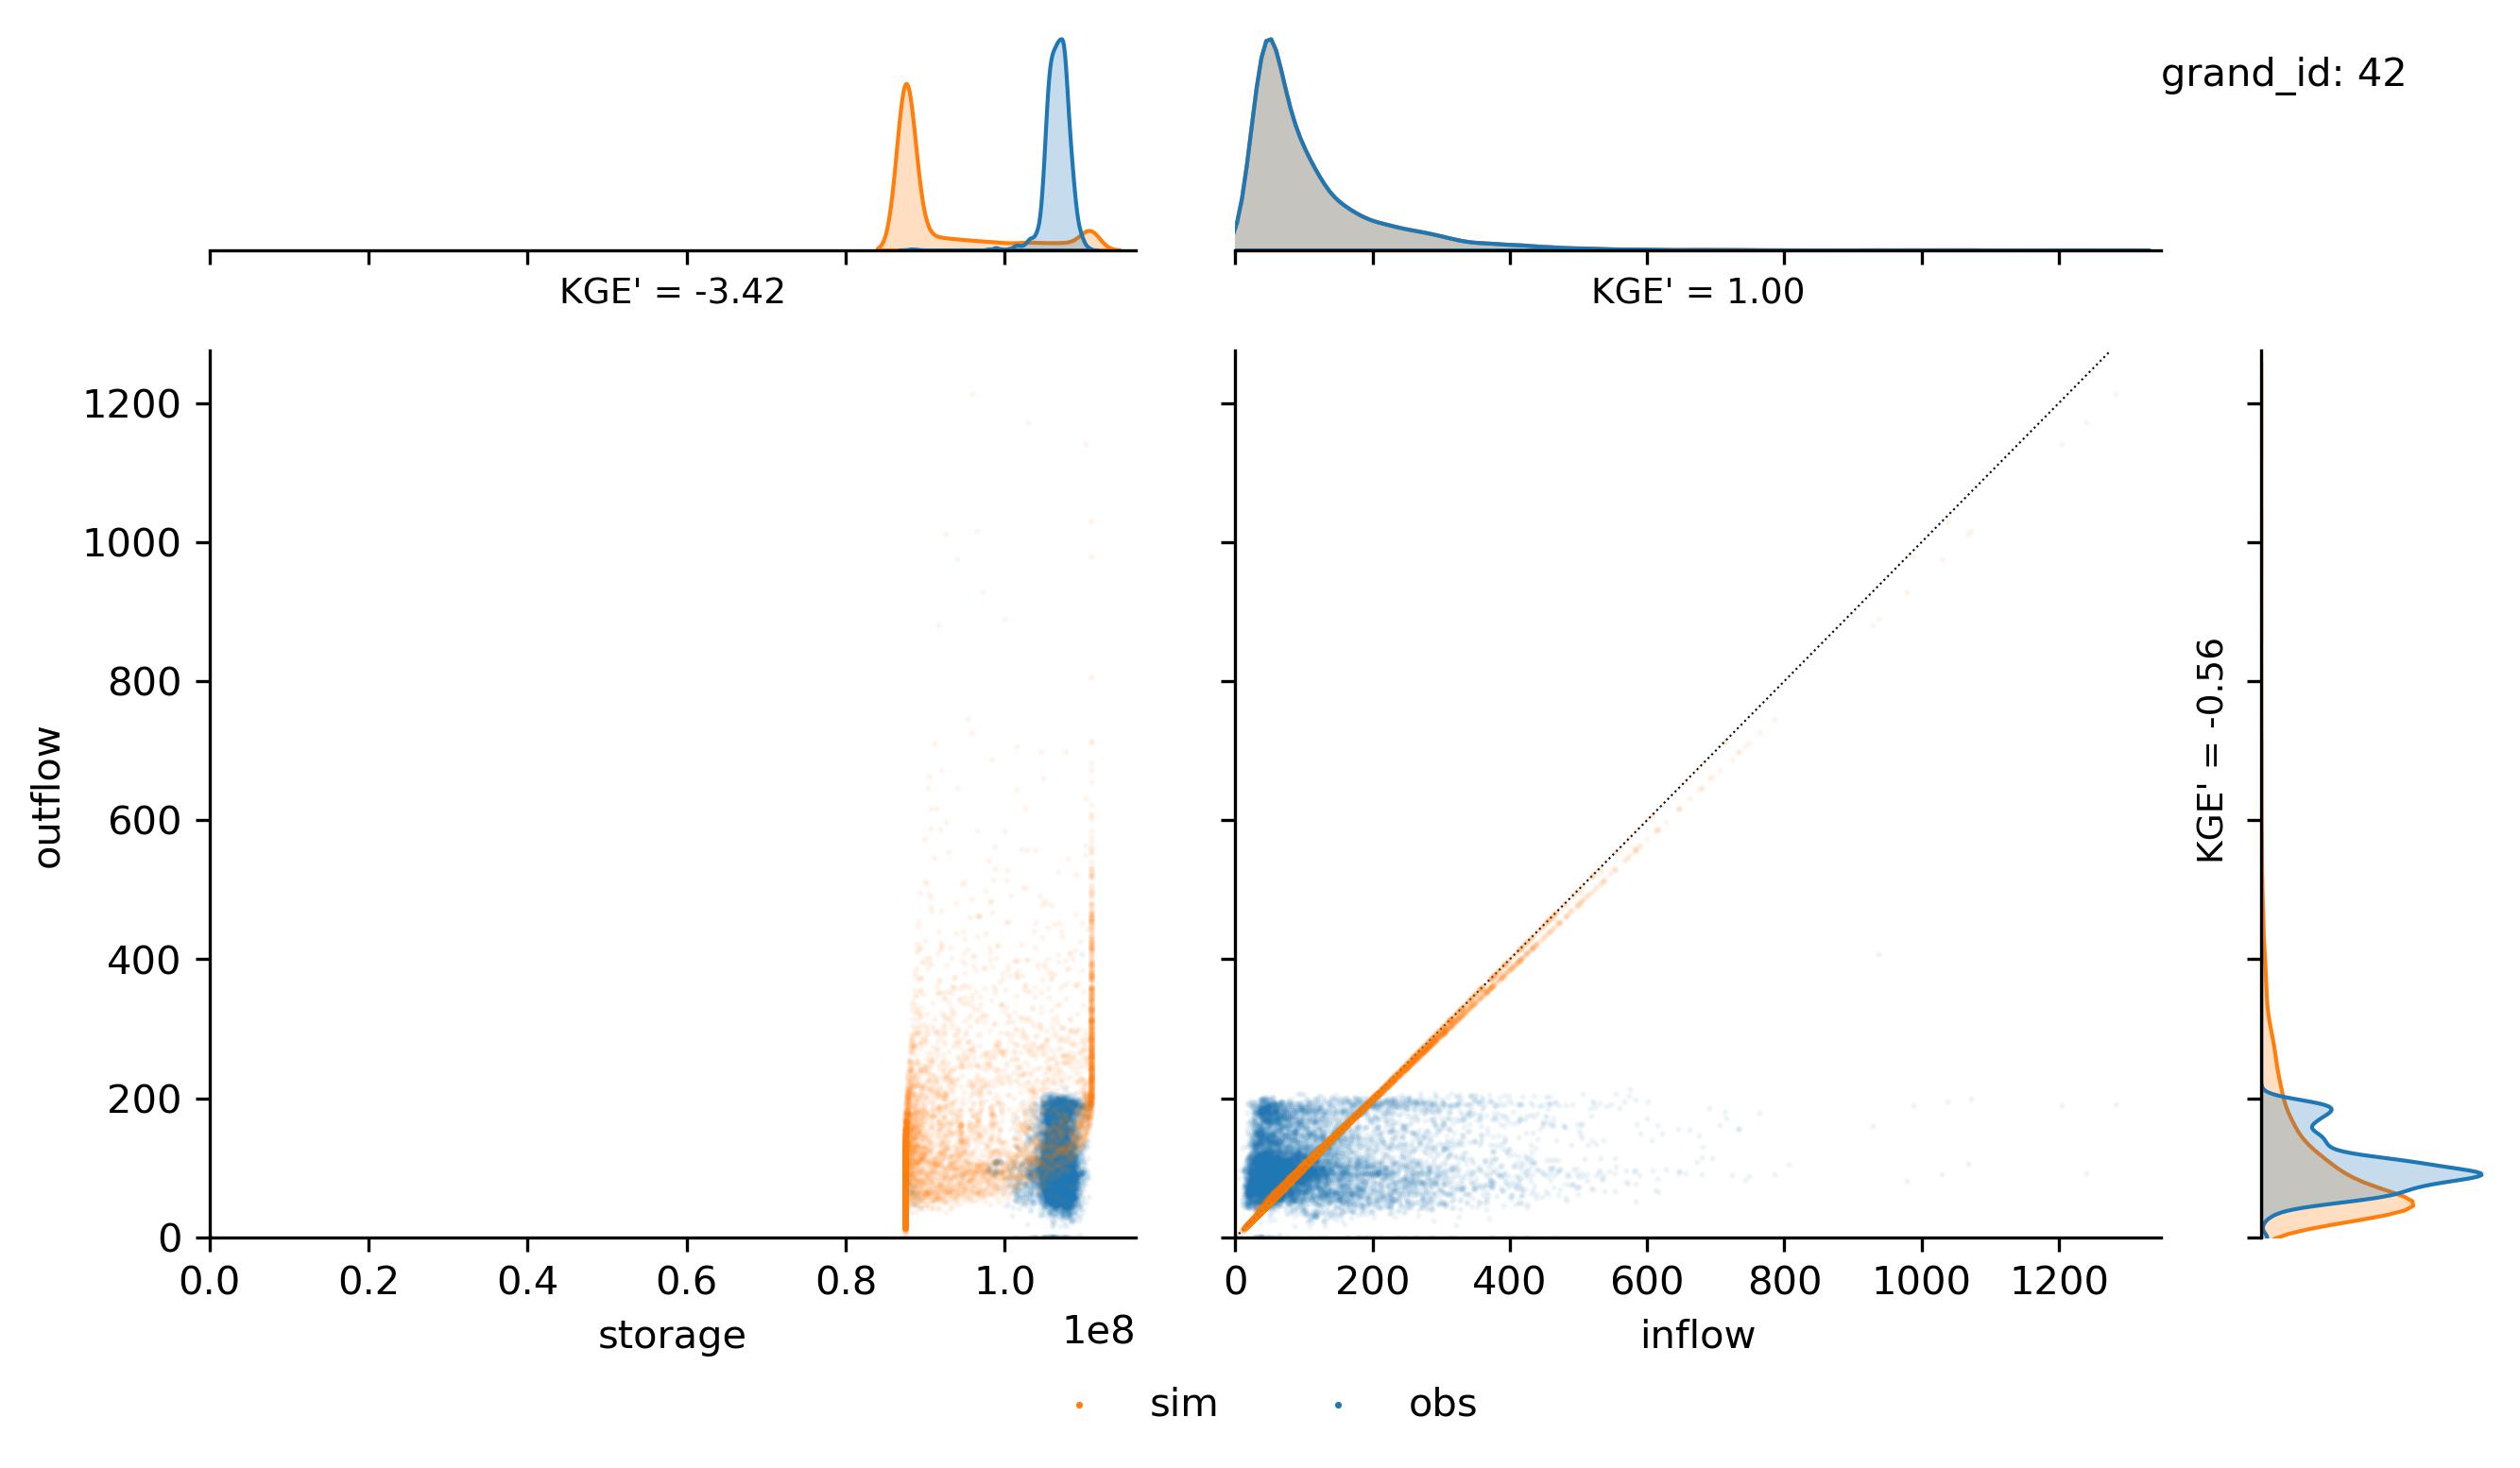 grand_id: 42
KGE' = -3.42
KGE' = 1.00
outflow
1200
1000
800
600
400
200
0
KGE' = -0.56
0.0 0.2 0.4 0.6 0.8 1.0
0 200 400 600 800 1000 1200
storage
1e8
inflow
sim
obs